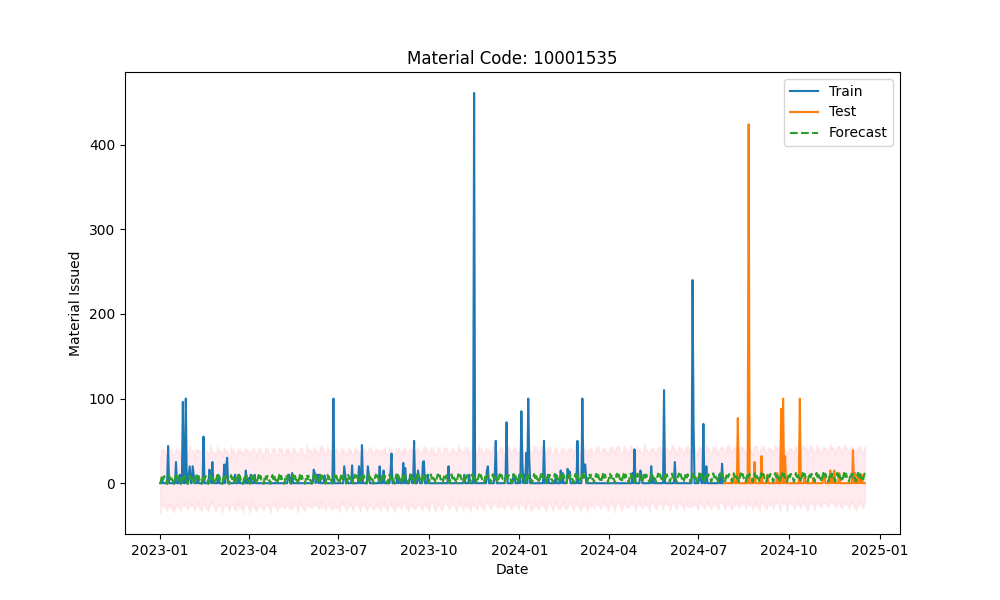 Material Code: 10001535
Train
Test
Forecast
Material Issued
400
300
200
100
0
2023-01 2023-04 2023-07 2023-10 2024-01 2024-04 2024-07 2024-10 2025-01
Date